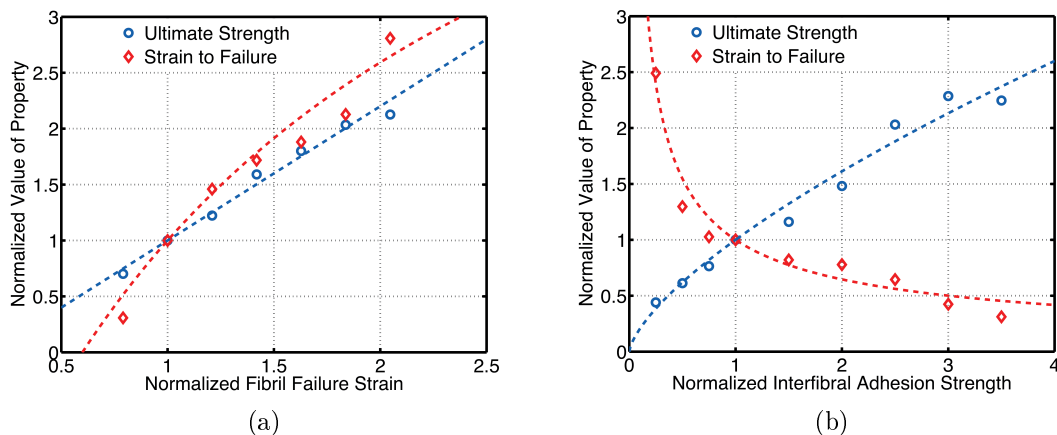 3
2.5
2
1.5
1
0.5
0
0.5
1
1.5
2
2.5
Normalized Value of Property
Normalized Fibril Failure Strain
Ultimate Strength
Strain to Failure
(a)
3
2.5
2
1.5
1
0.5
0
0
1
2
3
4
Normalized Value of Property
Normalized Interfibral Adhesion Strength
Ultimate Strength
Strain to Failure
(b)